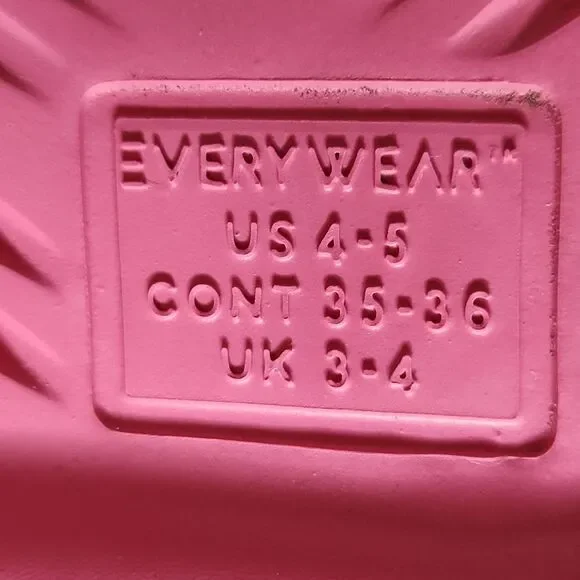 EVERYWEAR™
US 4-5
CONT 35-36
UK 3-4